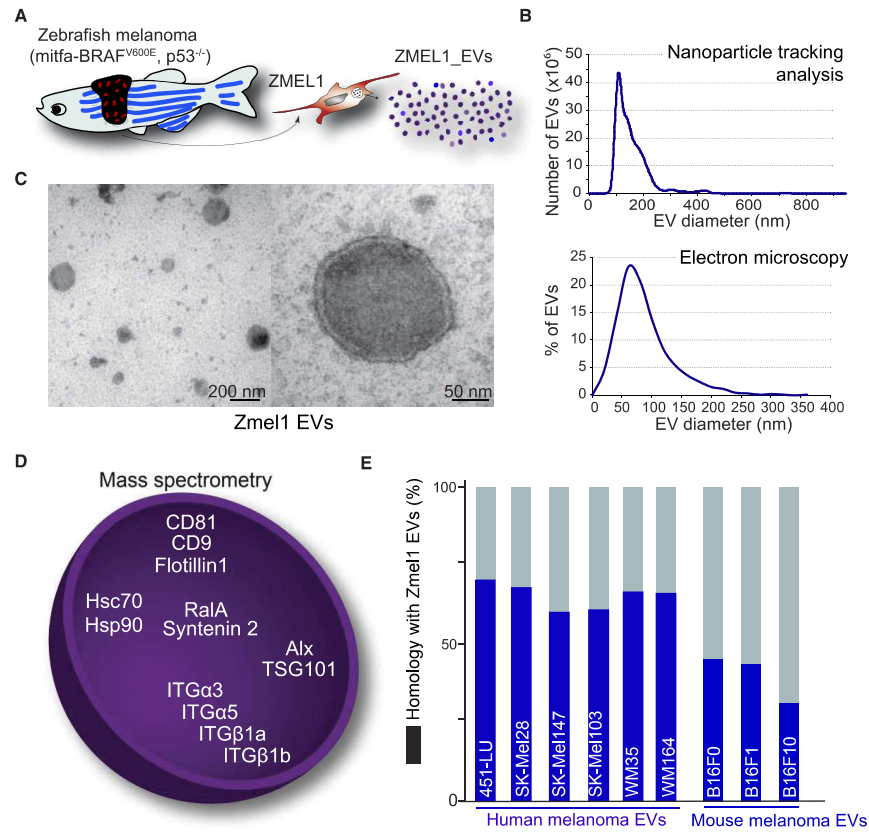 A
Zebrafish melanoma
(mitfa-BRAFV600E, p53-/-)
ZMEL1
ZMEL1_EVs
B
Nanoparticle tracking
analysis
Number of EVs (x10⁶)
50
40
30
20
10
0
0 200 400 600 800
EV diameter (nm)
Electron microscopy
% of EVs
25
20
15
10
5
0
0 50 100 150 200 250 300 350 400
EV diameter (nm)
C
200 nm
50 nm
Zmel1 EVs
D
Mass spectrometry
CD81
CD9
Flotillin1
Hsc70
Hsp90
RalA
Syntenin 2
Alx
TSG101
ITGα3
ITGα5
ITGβ1a
ITGβ1b
E
Homology with Zmel1 EVs (%)
100
50
0
451-LU
SK-Mel28
SK-Mel147
SK-Mel103
WM35
WM164
B16F0
B16F1
B16F10
Human melanoma EVs
Mouse melanoma EVs